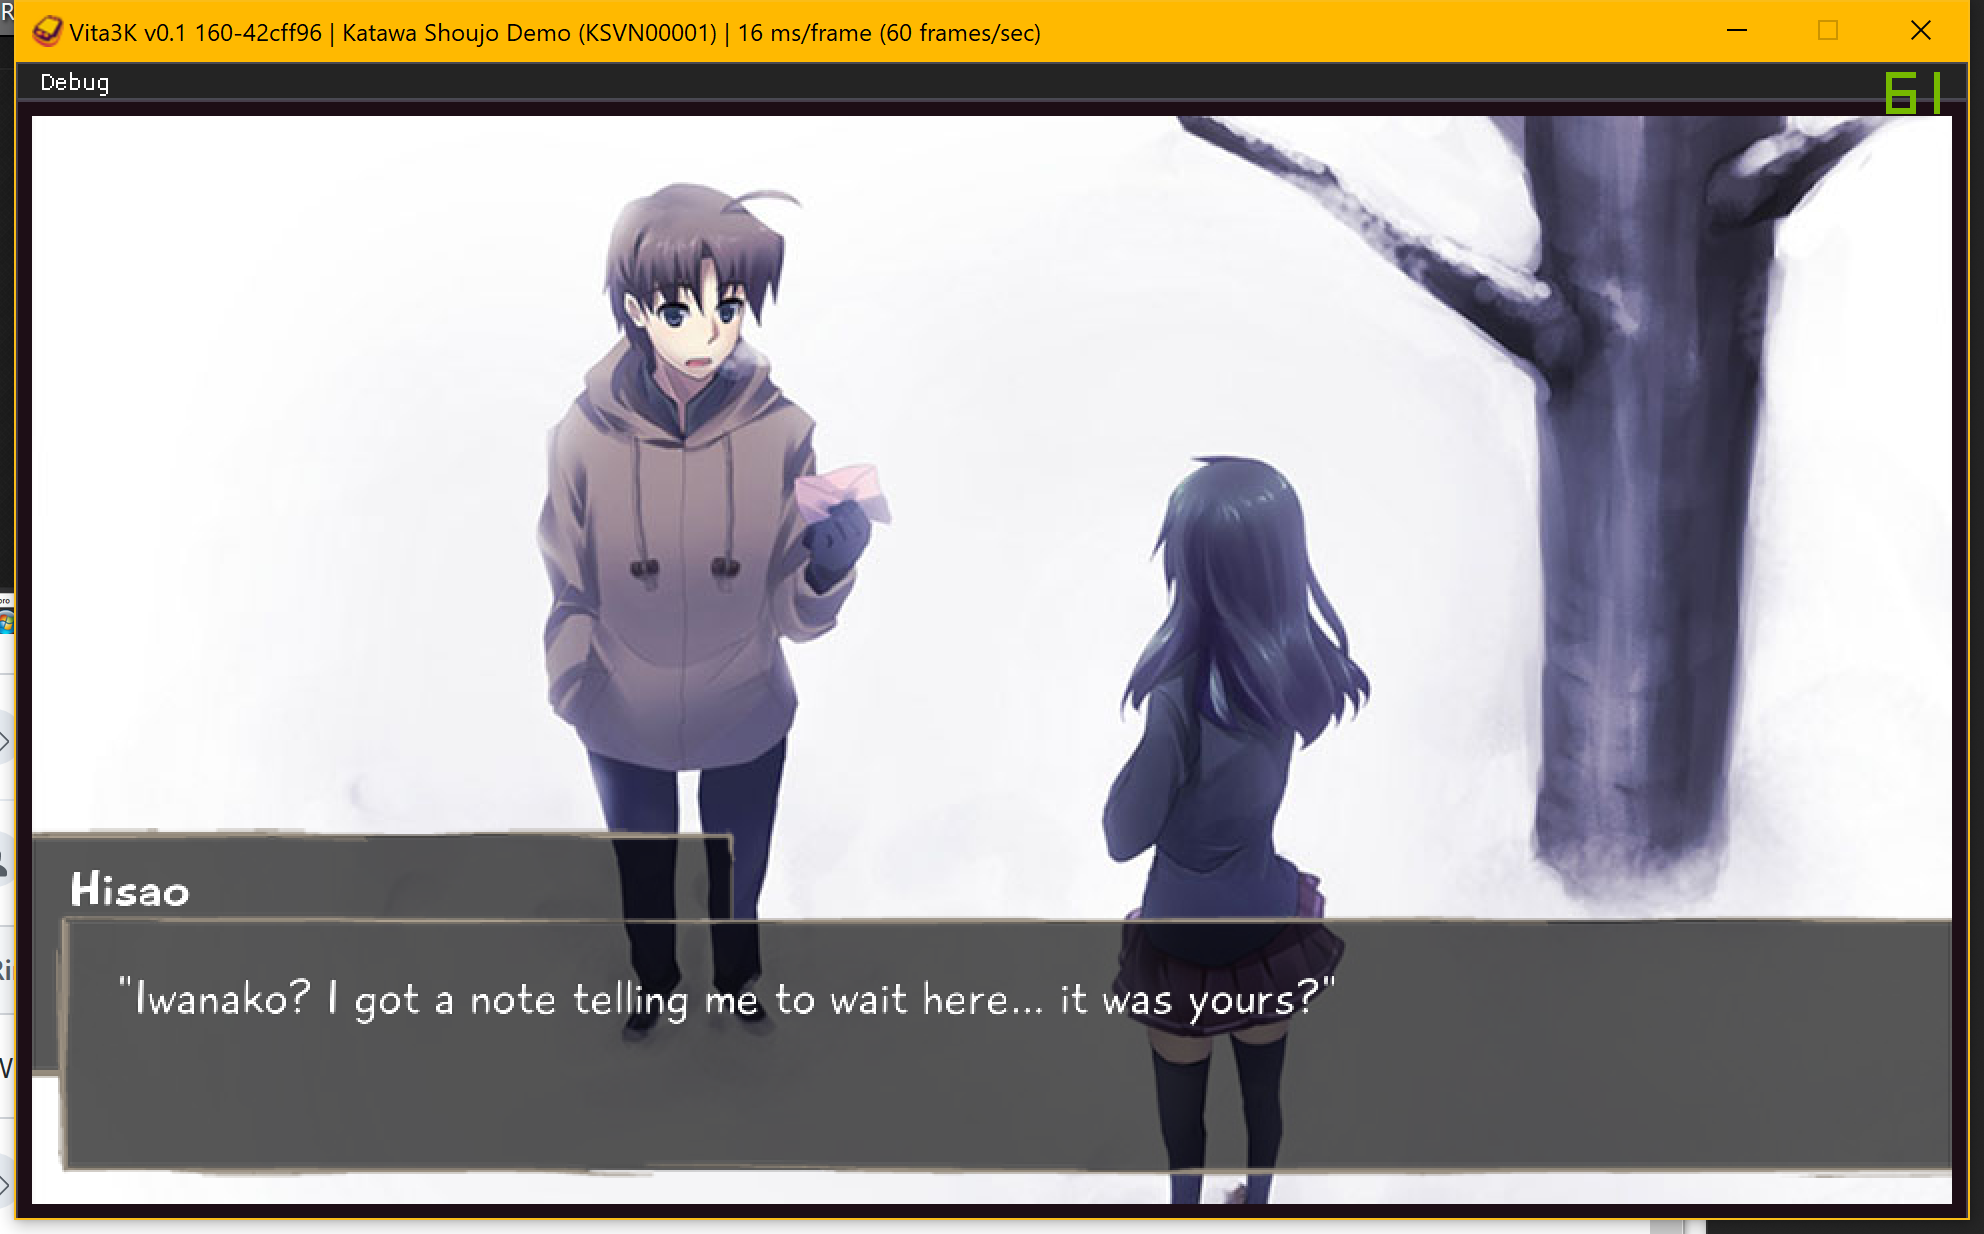 Vita3K v0.1 160-42cff96 | Katawa Shoujo Demo (KSVN00001) | 16 ms/frame (60 frames/sec)
Debug
61
Hisao
"Iwanako? I got a note telling me to wait here... it was yours?"